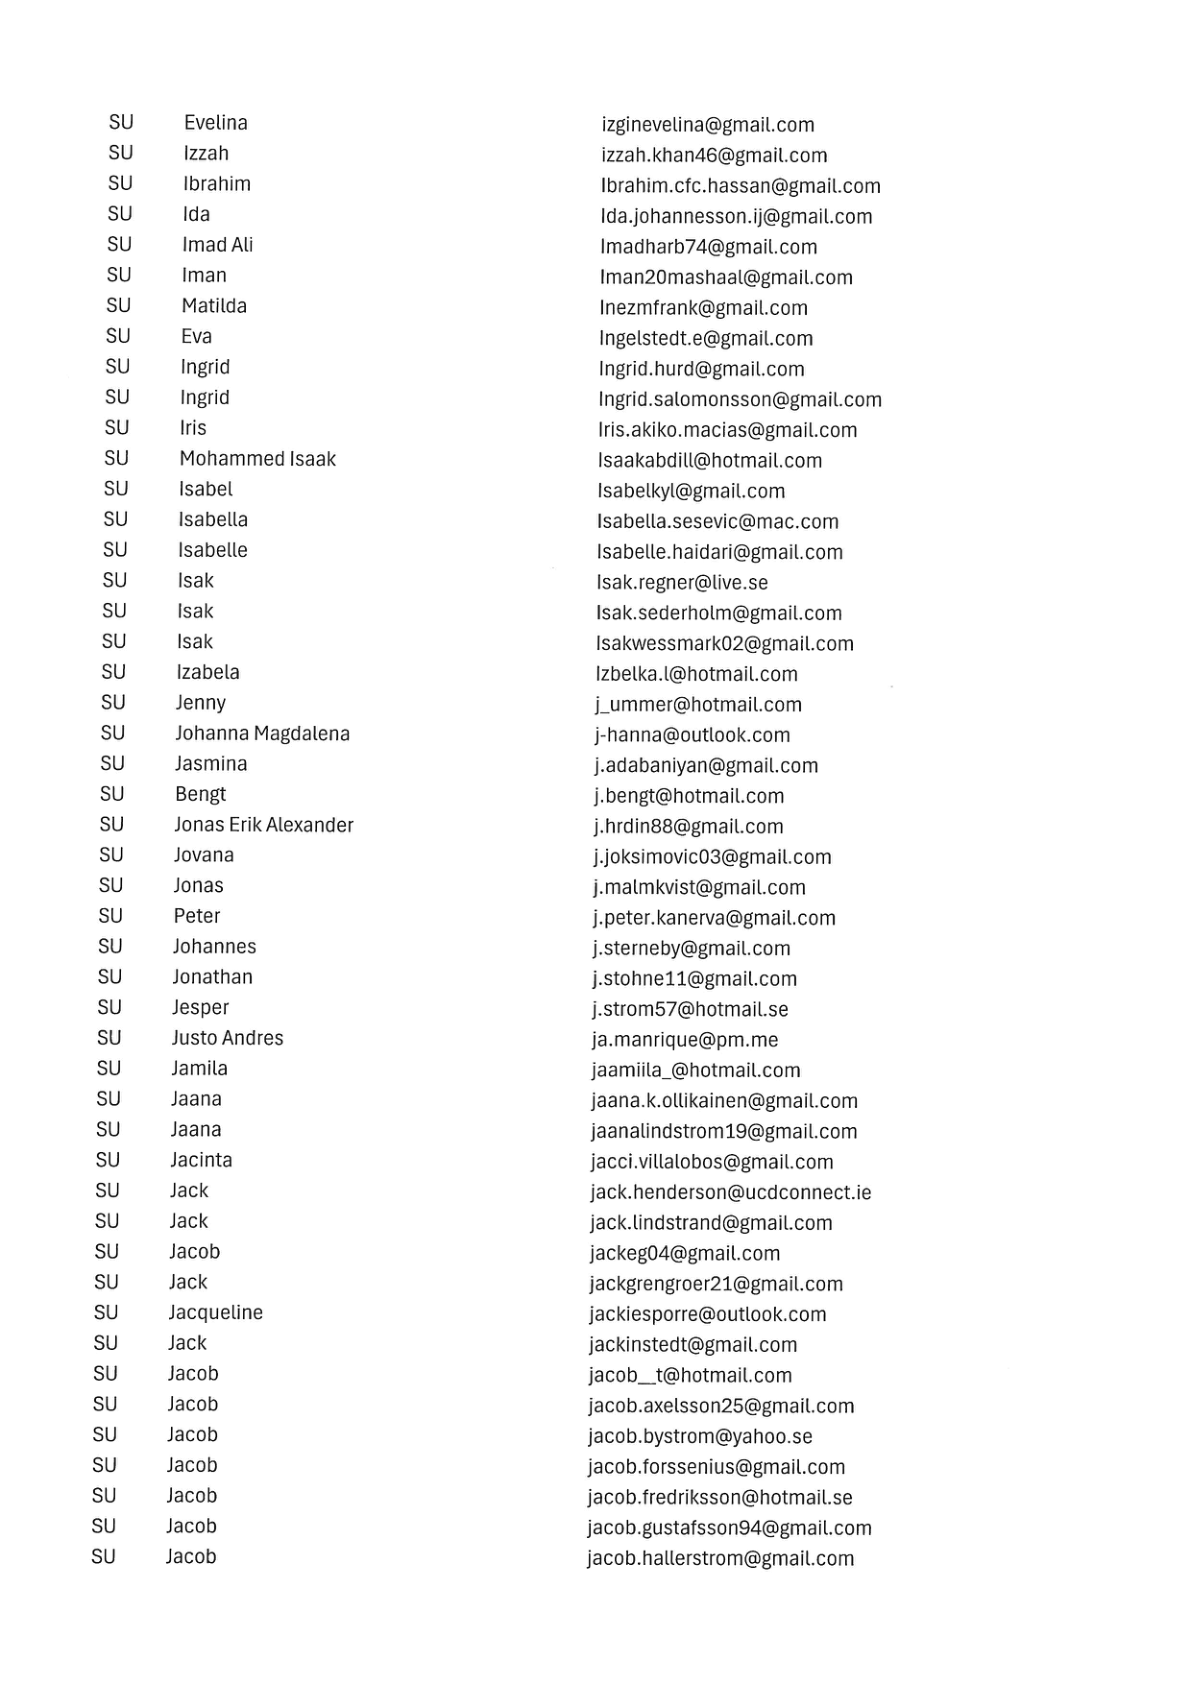 SU Evelina izginevelina@gmail.com
SU Izzah izzah.khan46@gmail.com
SU Ibrahim Ibrahim.cfc.hassan@gmail.com
SU Ida Ida.johannesson.ij@gmail.com
SU Imad Ali Imadharb74@gmail.com
SU Iman Iman20mashaal@gmail.com
SU Matilda Inezmfrank@gmail.com
SU Eva Ingelstedt.e@gmail.com
SU Ingrid Ingrid.hurd@gmail.com
SU Ingrid Ingrid.salomonsson@gmail.com
SU Iris Iris.akiko.macias@gmail.com
SU Mohammed Isaak Isaakabdill@hotmail.com
SU Isabel Isabelkyl@gmail.com
SU Isabella Isabella.sesevic@mac.com
SU Isabelle Isabelle.haidari@gmail.com
SU Isak Isak.regner@live.se
SU Isak Isak.sederholm@gmail.com
SU Isak Isakwessmark02@gmail.com
SU Izabela Izbelka.l@hotmail.com
SU Jenny j_ummer@hotmail.com
SU Johanna Magdalena j-hanna@outlook.com
SU Jasmina j.adabaniyan@gmail.com
SU Bengt j.bengt@hotmail.com
SU Jonas Erik Alexander j.hrdin88@gmail.com
SU Jovana j.joksimovic03@gmail.com
SU Jonas j.malmkvist@gmail.com
SU Peter j.peter.kanerva@gmail.com
SU Johannes j.sterneby@gmail.com
SU Jonathan j.stohne11@gmail.com
SU Jesper j.strom57@hotmail.se
SU Justo Andres ja.manrique@pm.me
SU Jamila jaamiila_@hotmail.com
SU Jaana jaana.k.ollikainen@gmail.com
SU Jaana jaanalindstrom19@gmail.com
SU Jacinta jacci.villalobos@gmail.com
SU Jack jack.henderson@ucdconnect.ie
SU Jack jack.lindstrand@gmail.com
SU Jacob jackeg04@gmail.com
SU Jack jackgrengroer21@gmail.com
SU Jacqueline jackiesporre@outlook.com
SU Jack jackinstedt@gmail.com
SU Jacob jacob__t@hotmail.com
SU Jacob jacob.axelsson25@gmail.com
SU Jacob jacob.bystrom@yahoo.se
SU Jacob jacob.forssenius@gmail.com
SU Jacob jacob.fredriksson@hotmail.se
SU Jacob jacob.gustafsson94@gmail.com
SU Jacob jacob.hallerstrom@gmail.com